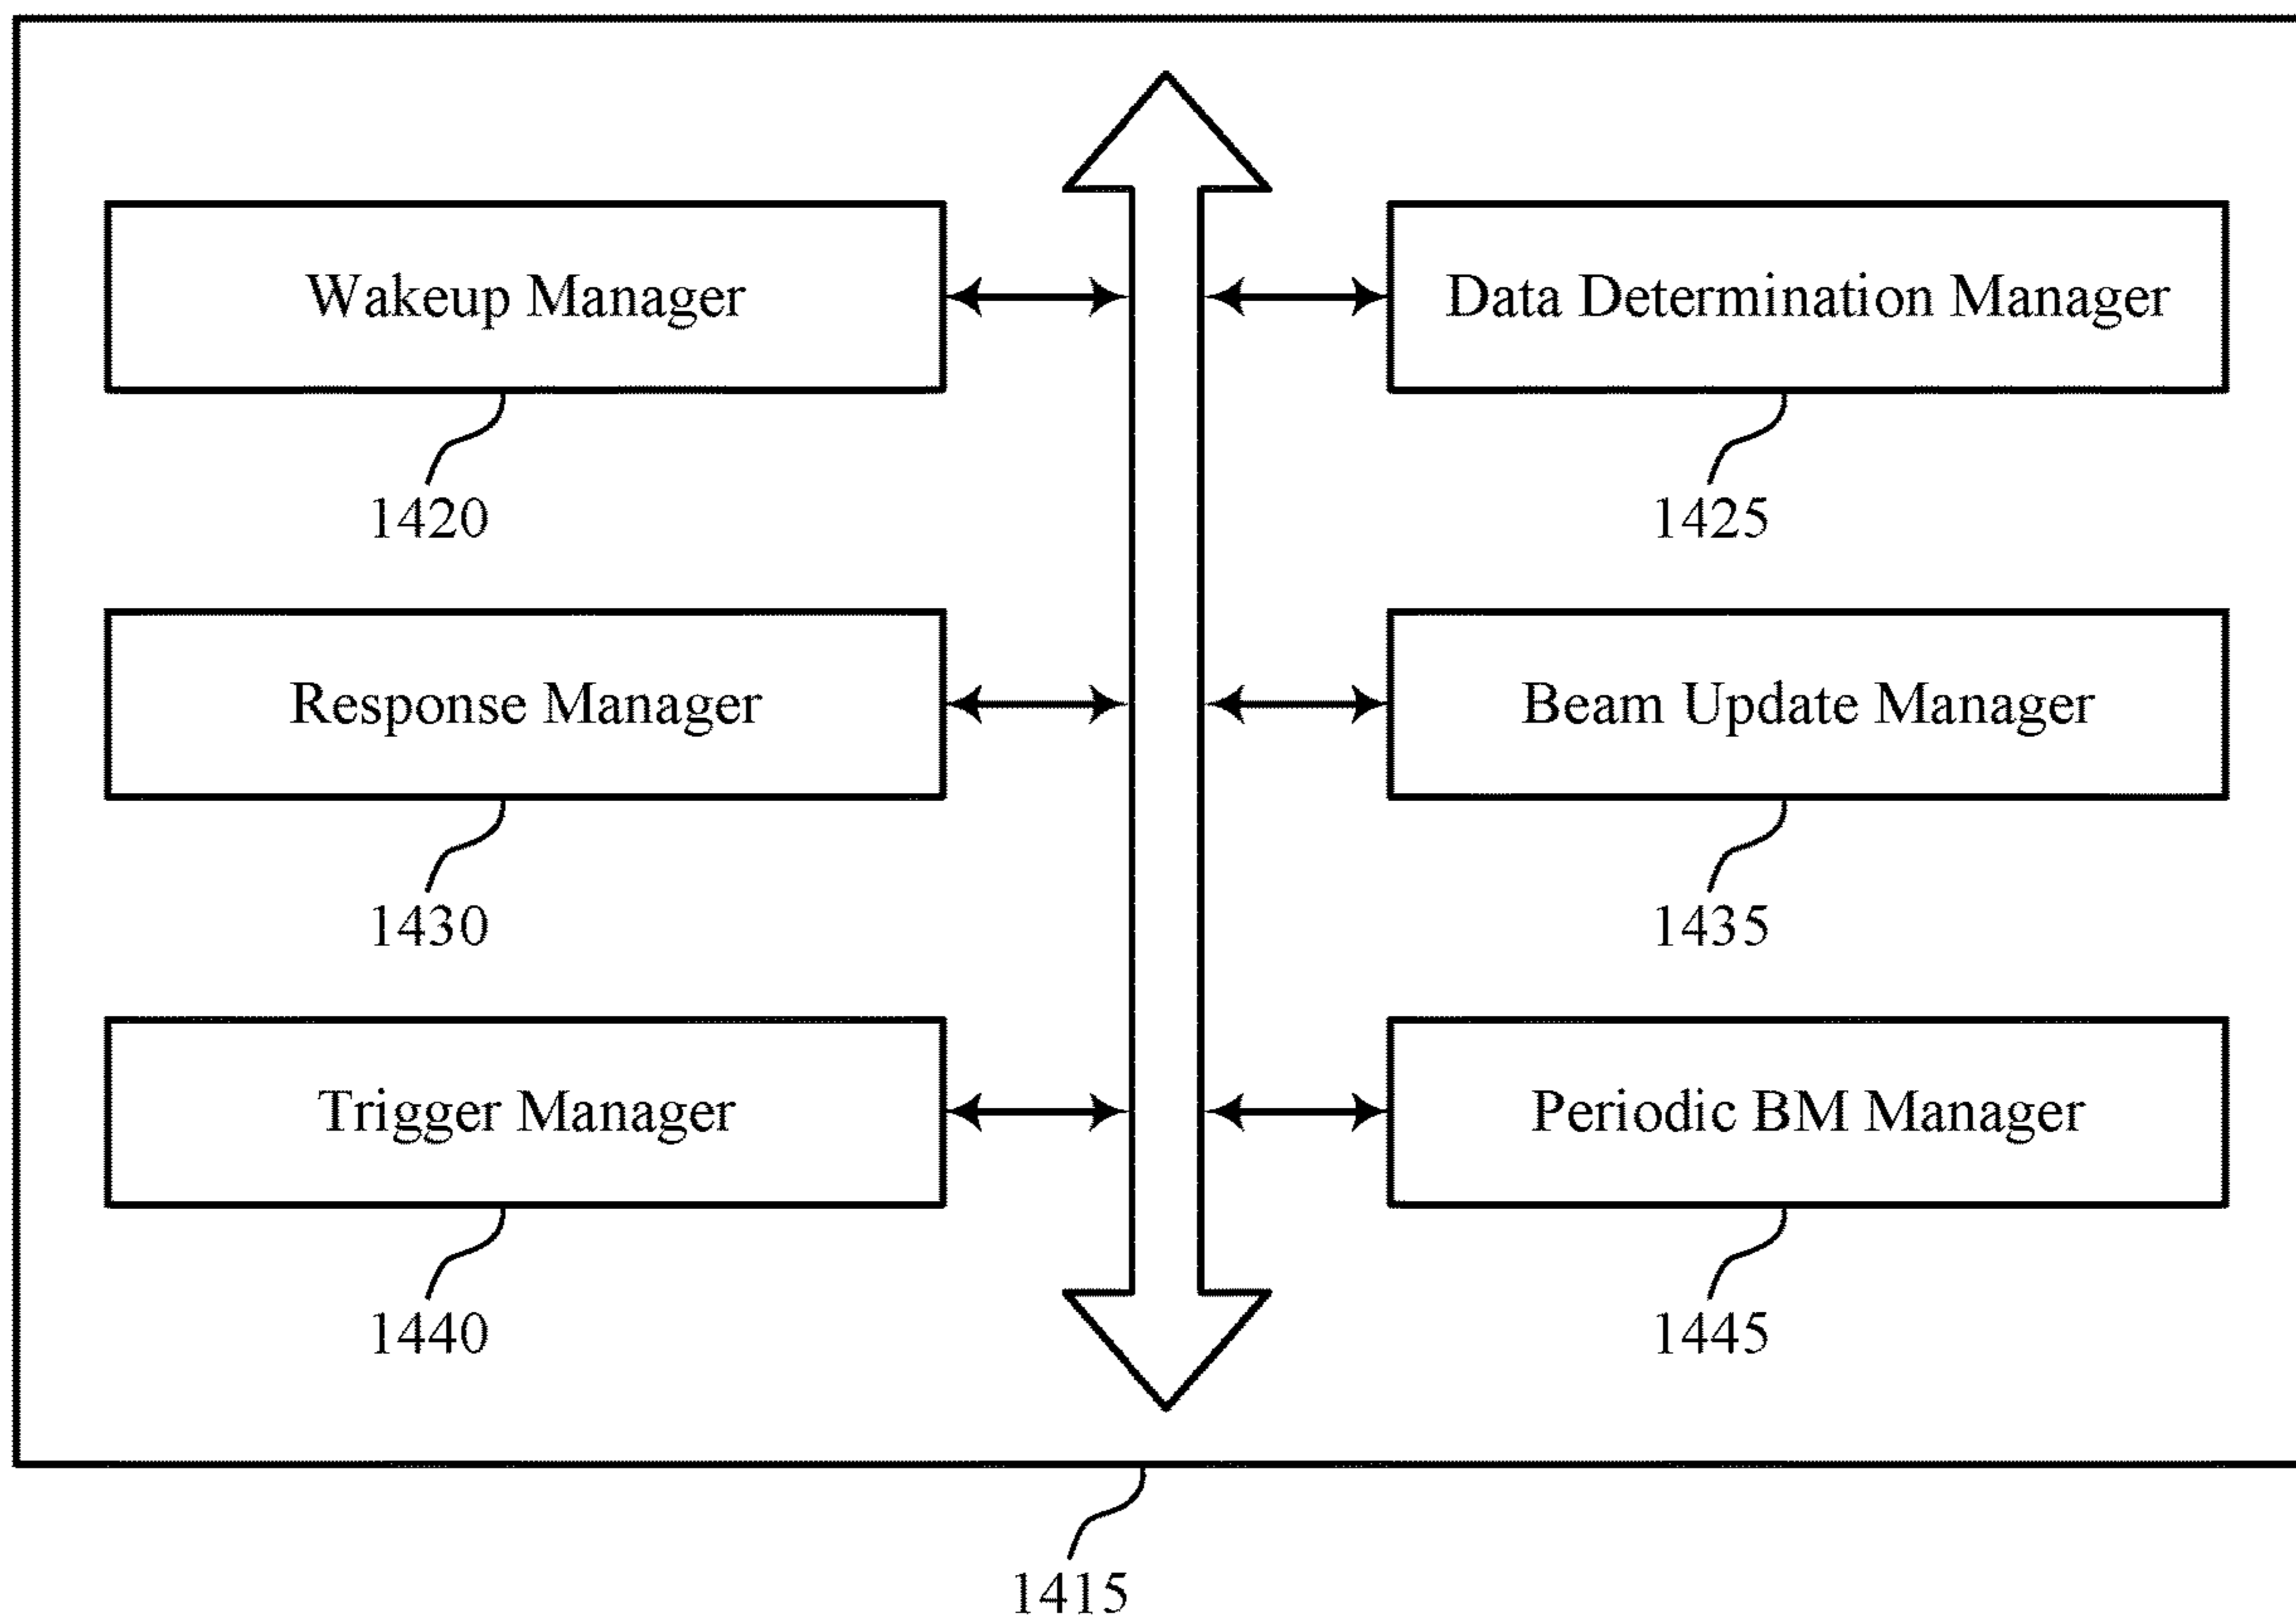 Wakeup Manager
Data Determination Manager
1420
1425
Response Manager
Beam Update Manager
1430
1435
Trigger Manager
Periodic BM Manager
1440
1445
1415